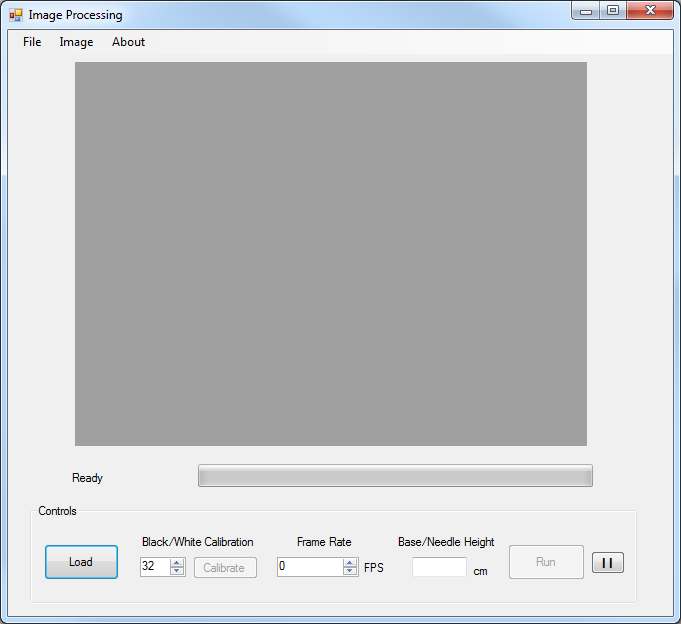 Image Processing
File Image About
Ready
Controls
Black/White Calibration Frame Rate Base/Needle Height
Load 32 Calibrate 0 FPS cm Run